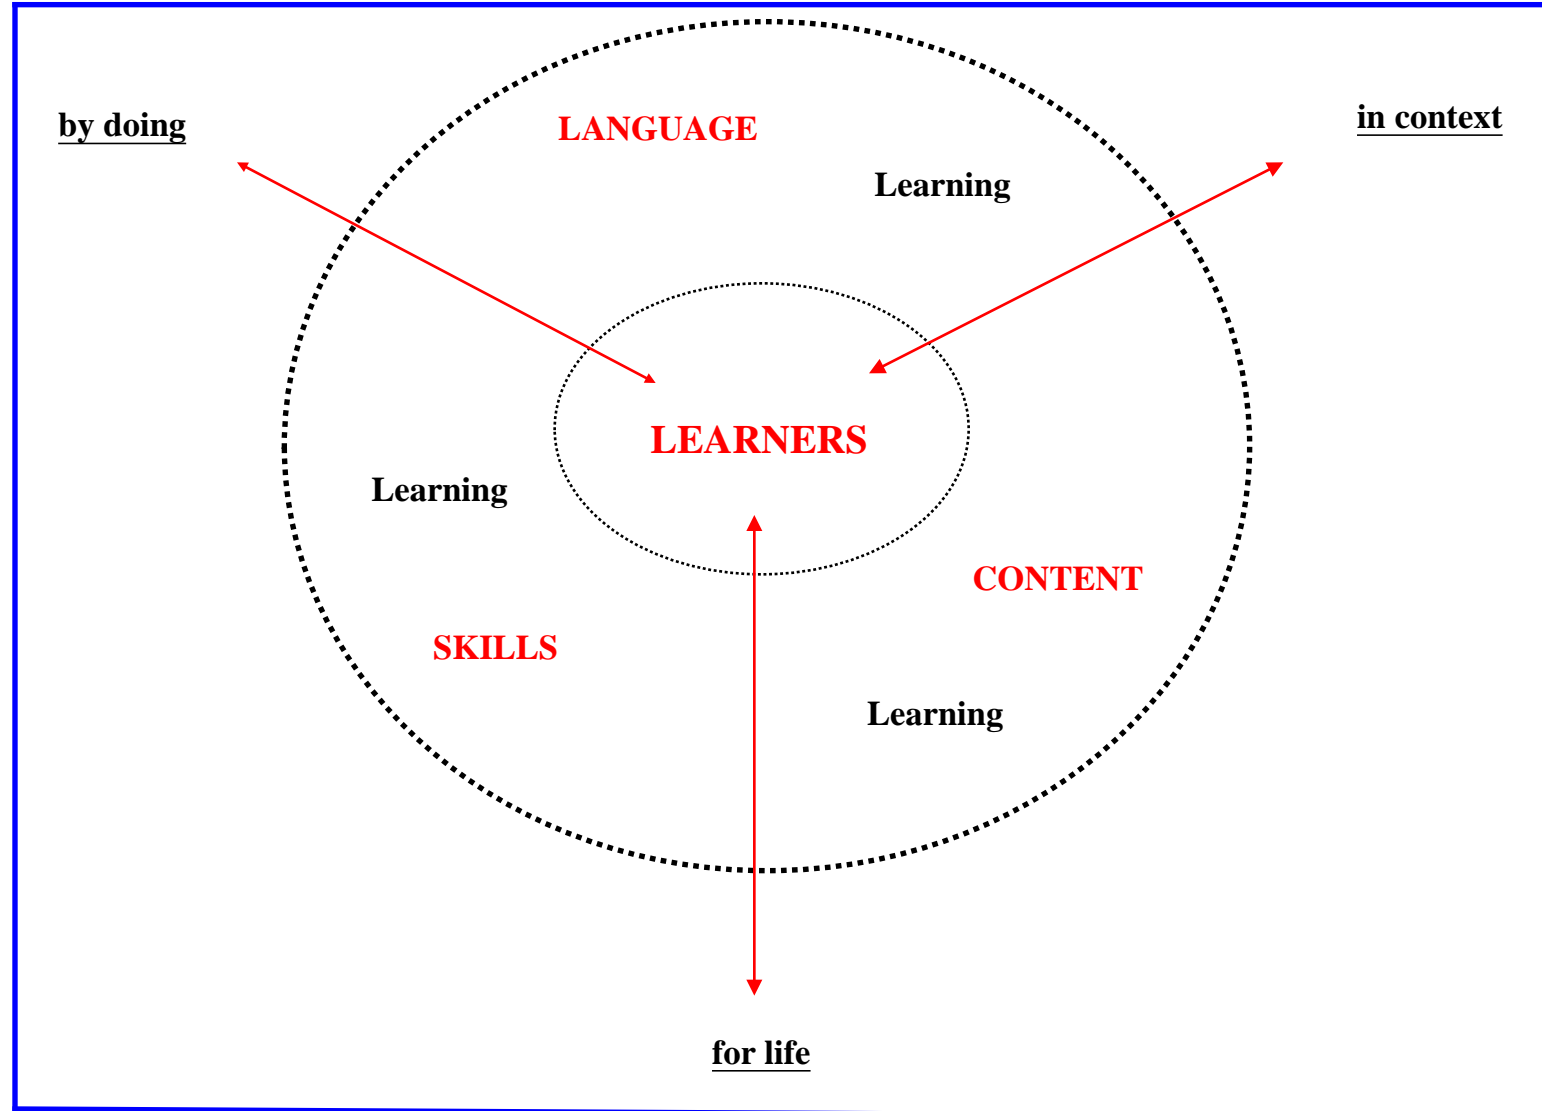 by doing
in context
LANGUAGE
Learning
LEARNERS
Learning
CONTENT
SKILLS
Learning
for life